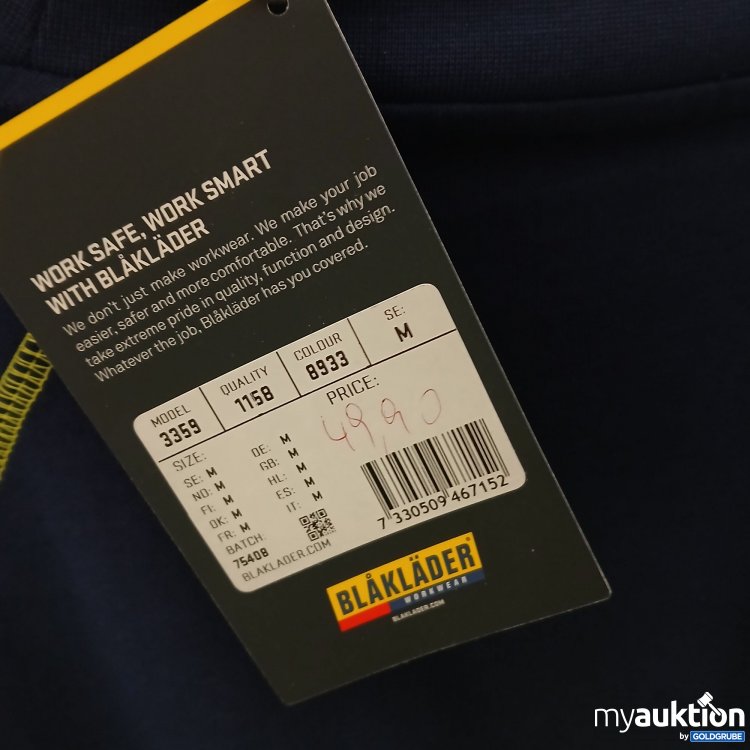 WORK SAFE, WORK SMART
WITH BLÅKLÄDER
We don't just make workwear. We make your job
easier, safer and more comfortable. That's why we
take extreme pride in quality, function and design.
Whatever the job, Blåkläder has you covered.
MODEL
3359
QUALITY
1158
COLOUR
8933
SE:
M
SIZE:
SE: M
NO: M
FI: M
DK: M
FR: M
DE: M
GB: M
NL: M
ES: M
IT: M
BATCH:
75408
BLAKLADER.COM
PRICE:
49,90
7 330509 467152
BLÅKLÄDER
WORKWEAR
BLAKLADER.COM
myauktion
by GOLDGRUBE